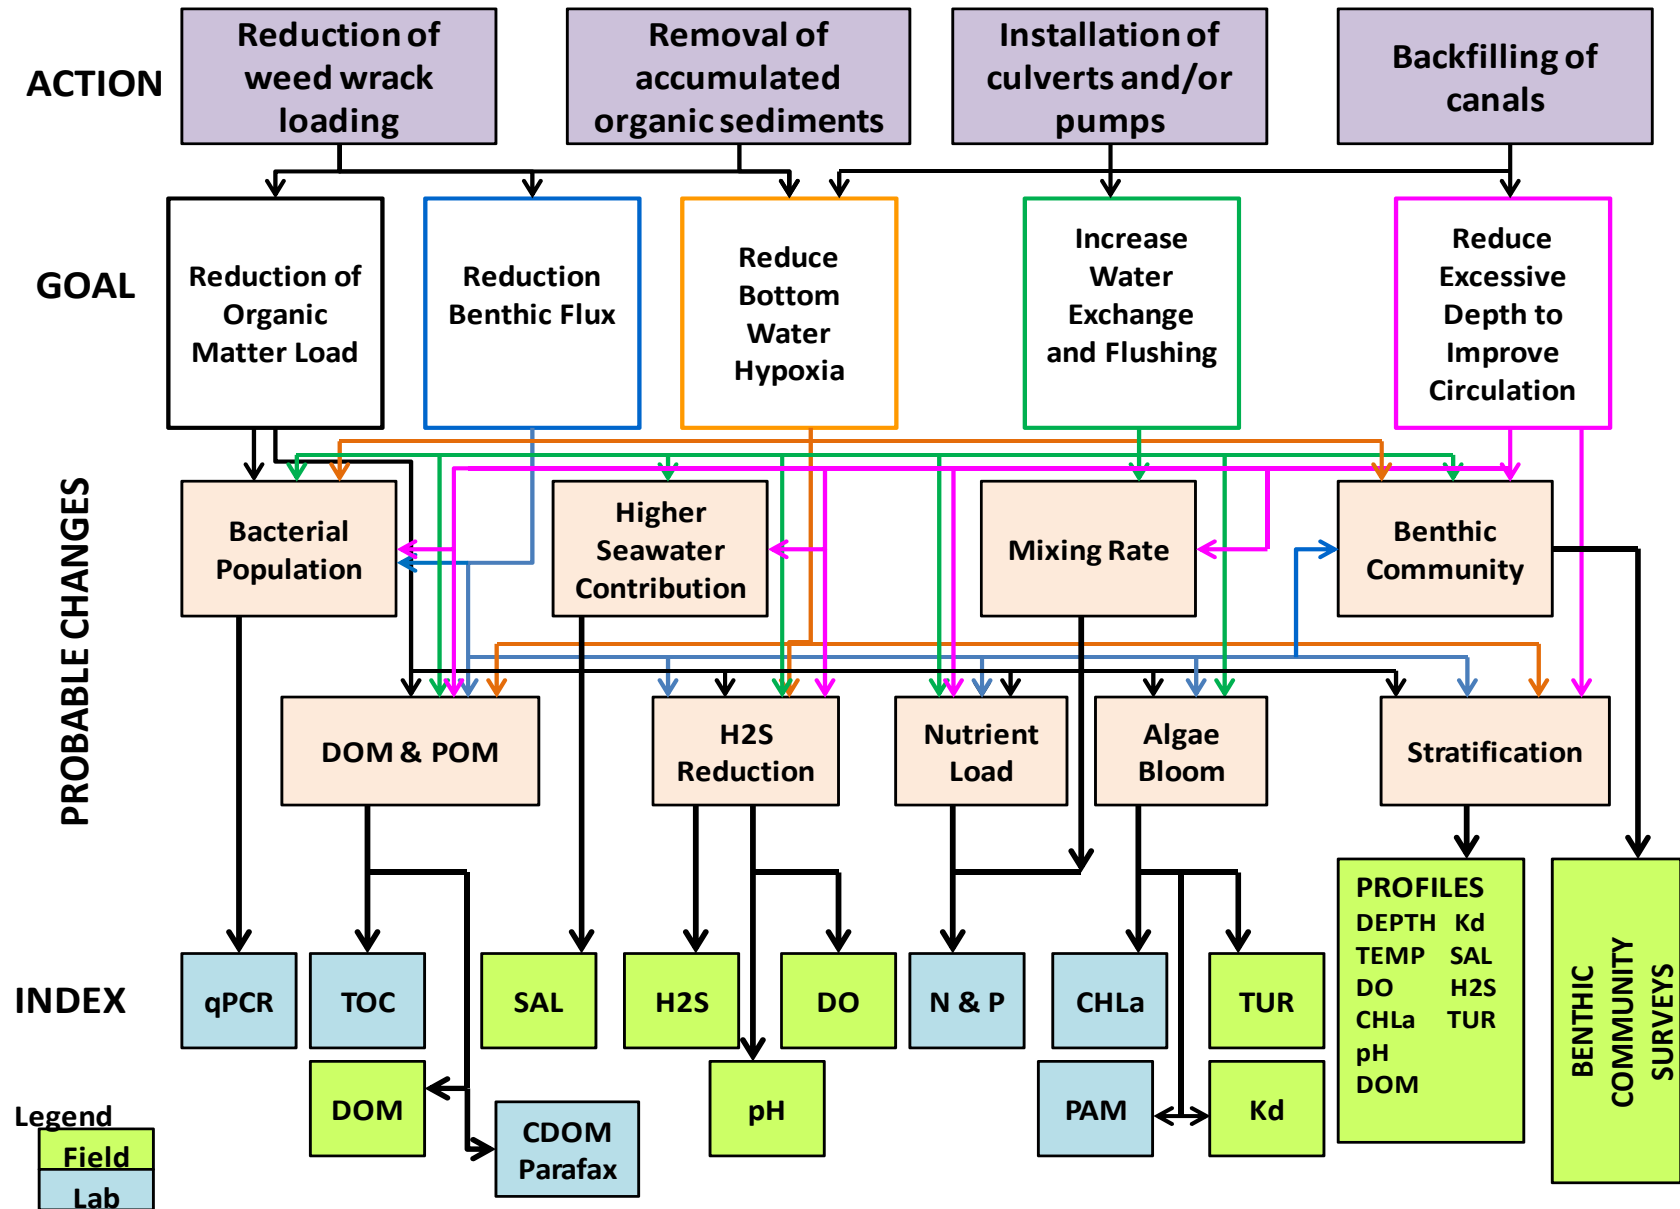 ACTION
Reduction of
weed wrack
loading
Removal of
accumulated
organic sediments
Installation of
culverts and/or
pumps
Backfilling of
canals
GOAL
Reduction of
Organic
Matter Load
Reduction
Benthic Flux
Reduce
Bottom
Water
Hypoxia
Increase
Water
Exchange
and Flushing
Reduce
Excessive
Depth to
Improve
Circulation
PROBABLE CHANGES
Bacterial
Population
Higher
Seawater
Contribution
Mixing Rate
Benthic
Community
DOM & POM
H2S
Reduction
Nutrient
Load
Algae
Bloom
Stratification
INDEX
qPCR
TOC
SAL
H2S
DO
N & P
CHLa
TUR
DOM
CDOM
Parafax
pH
PAM
Kd
PROFILES
DEPTH Kd
TEMP SAL
DO H2S
CHLa TUR
pH
DOM
BENTHIC
COMMUNITY
SURVEYS
Legend
Field
Lab